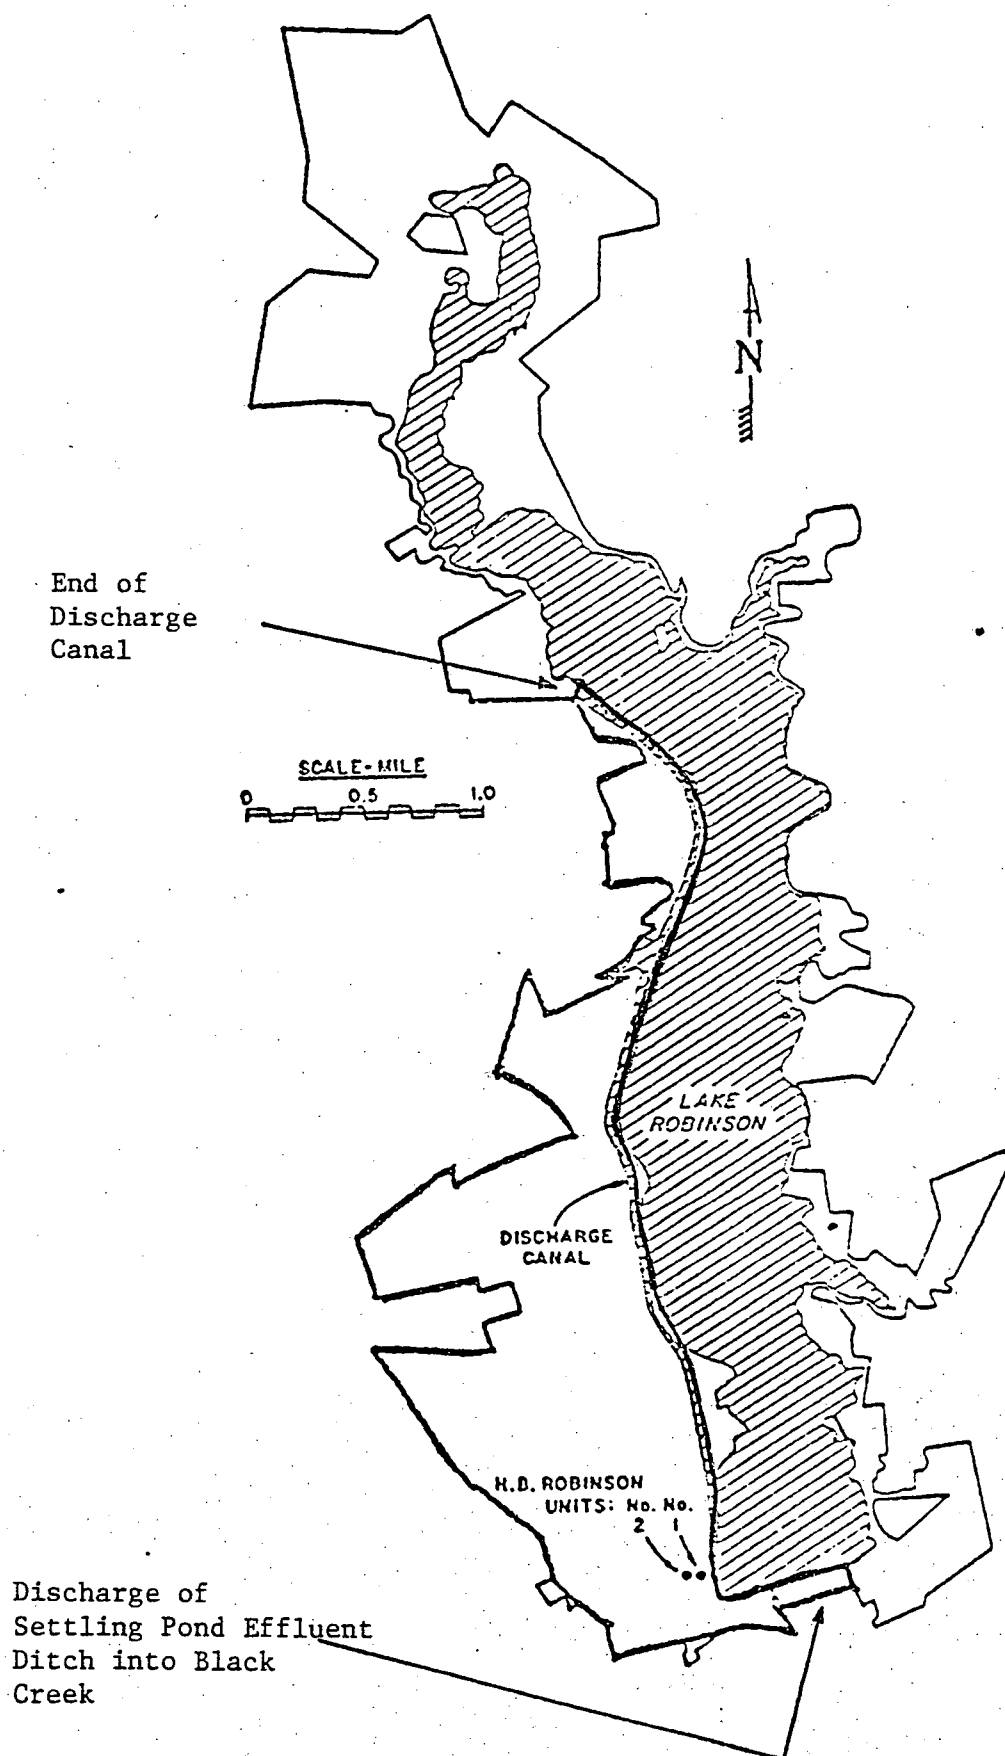 N
End of
Discharge
Canal
SCALE-MILE
0 0.5 1.0
LAKE
ROBINSON
DISCHARGE
CANAL
H.B. ROBINSON
UNITS: No. No.
2 1
Discharge of
Settling Pond Effluent
Ditch into Black
Creek